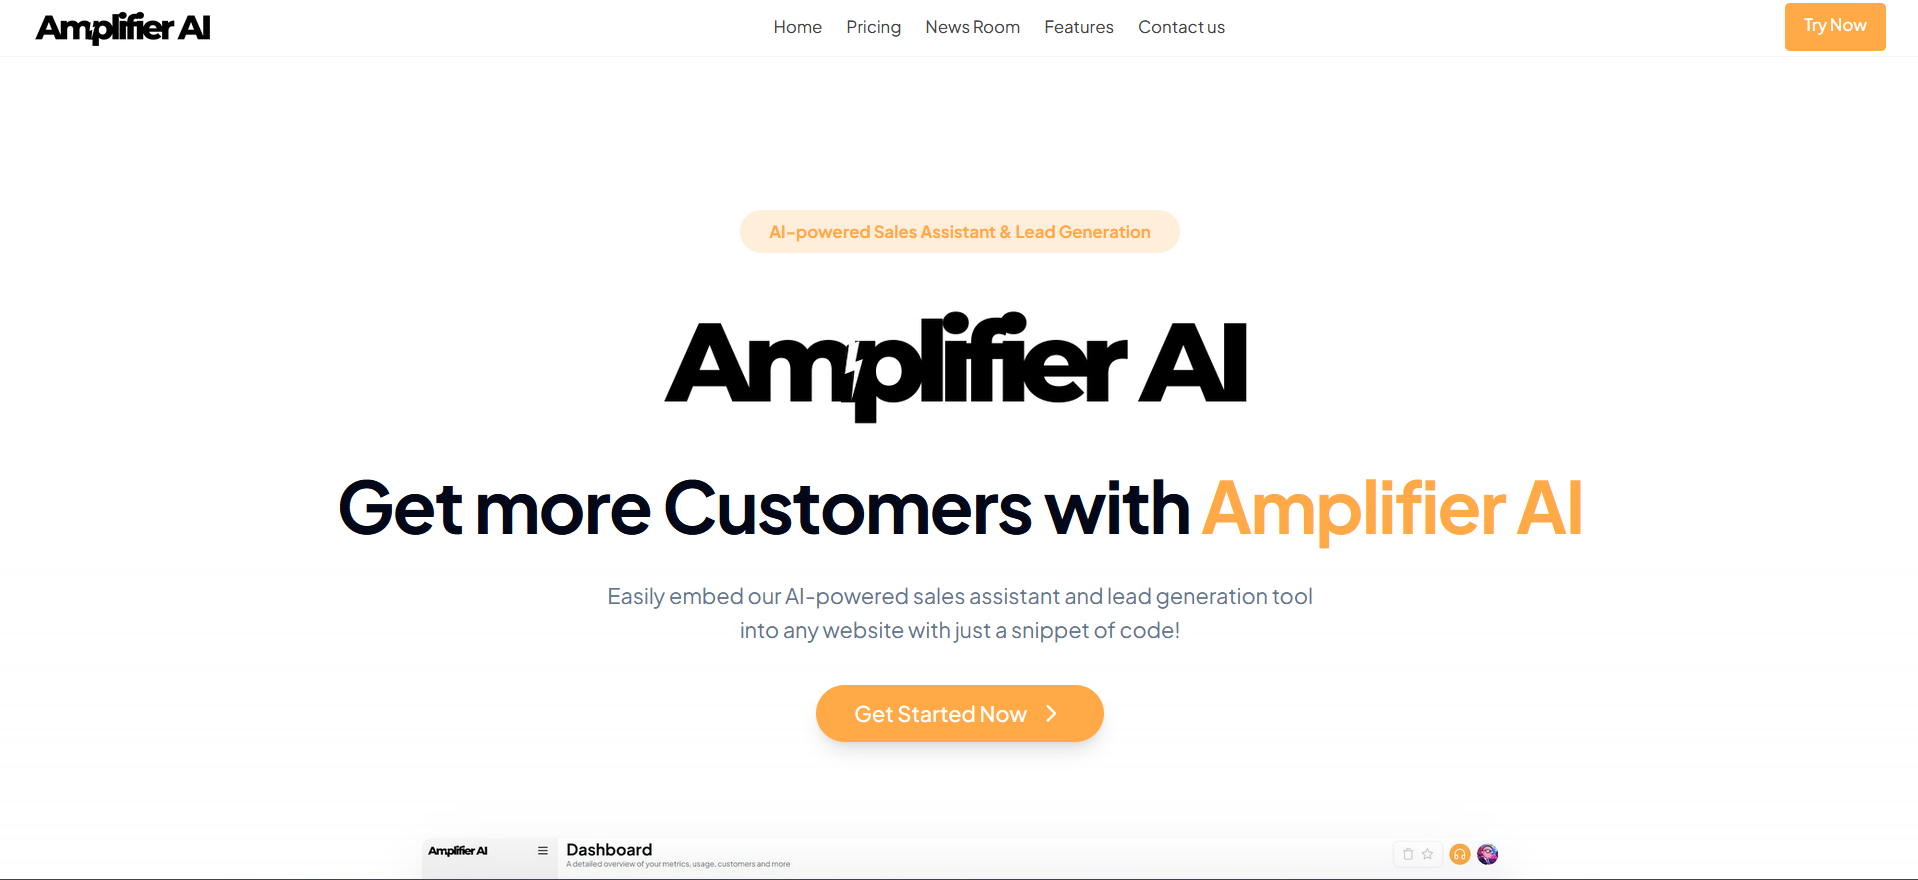 Amplifier AI
Home
Pricing
News Room
Features
Contact us
Try Now
AI-powered Sales Assistant & Lead Generation
Amplifier AI
Get more Customers with Amplifier AI
Easily embed our AI-powered sales assistant and lead generation tool
into any website with just a snippet of code!
Get Started Now
Amplifier AI
Dashboard
A detailed overview of your metrics, usage, customers and more